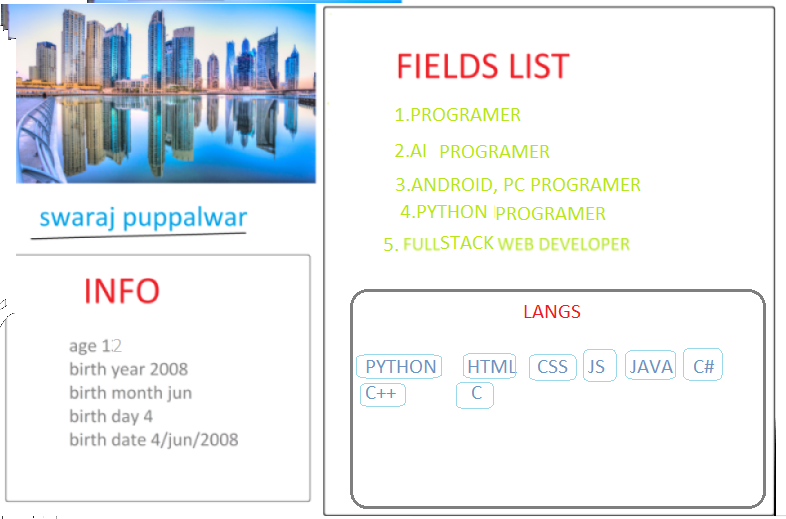 swaraj puppalwar
INFO
age 12
birth year 2008
birth month jun
birth day 4
birth date 4/jun/2008
FIELDS LIST
1.PROGRAMER
2.AI PROGRAMER
3.ANDROID, PC PROGRAMER
4.PYTHON PROGRAMER
5. FULLSTACK WEB DEVELOPER
LANGS
PYTHON HTML CSS JS JAVA C#
C++ C